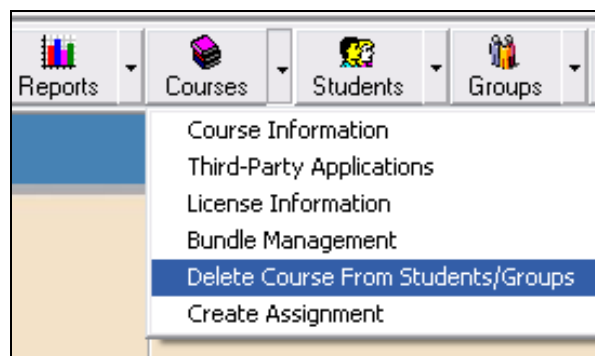 Reports Courses Students Groups
Course Information
Third-Party Applications
License Information
Bundle Management
Delete Course From Students/Groups
Create Assignment